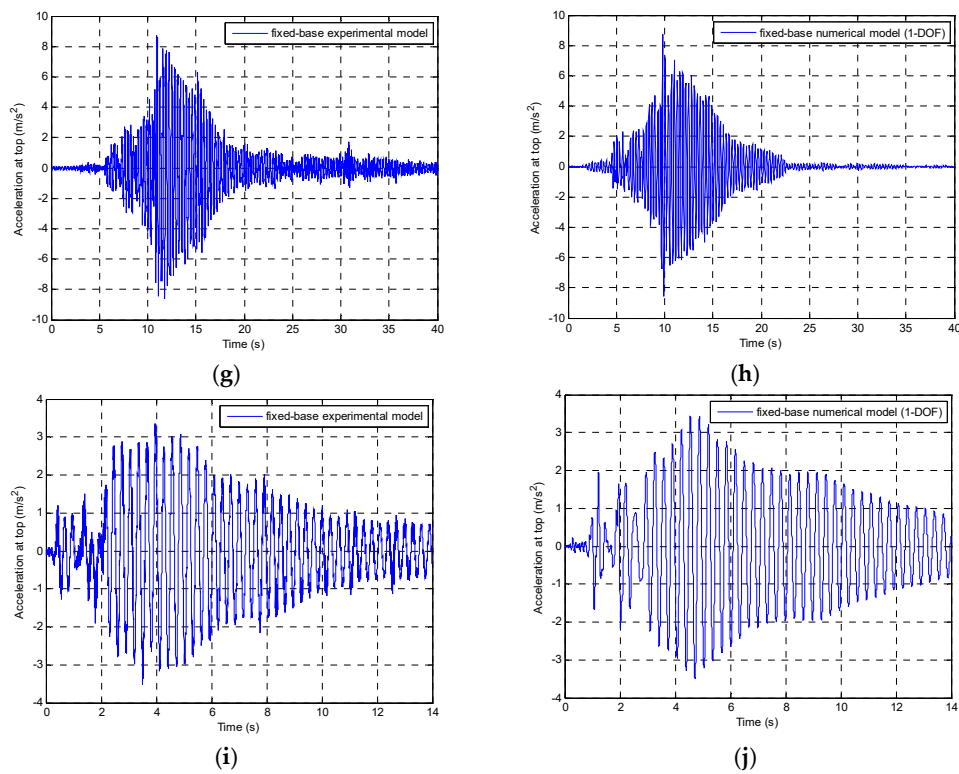 fixed-base experimental model
Acceleration at top (m/s²)
10
8
6
4
2
0
-2
-4
-6
-8
-10
0 5 10 15 20 25 30 35 40
Time (s)
(g)
fixed-base numerical model (1-DOF)
Acceleration at top (m/s²)
10
8
6
4
2
0
-2
-4
-6
-8
-10
0 5 10 15 20 25 30 35 40
Time (s)
(h)
fixed-base experimental model
Acceleration at top (m/s²)
4
3
2
1
0
-1
-2
-3
-4
0 2 4 6 8 10 12 14
Time (s)
(i)
fixed-base numerical model (1-DOF)
Acceleration at top (m/s²)
4
3
2
1
0
-1
-2
-3
-4
0 2 4 6 8 10 12 14
Time (s)
(j)